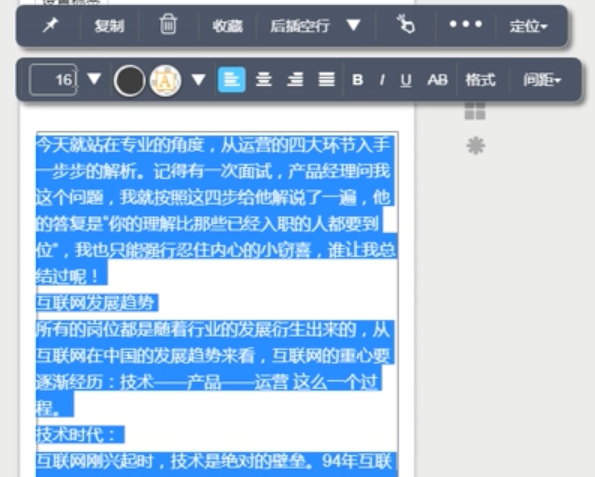 复制 收藏 后插空行 定位
16 B I U AB 格式 间距
今天就站在专业的角度，从运营的四大环节入手
一步步的解析。记得有一次面试，产品经理问我
这个问题，我就按照这四步给他解说了一遍，他
的答复是“你的理解比那些已经入职的人都要到
位”，我也只能强行忍住内心的小窃喜，谁让我总
结过呢！
互联网发展趋势
所有的岗位都是随着行业的发展衍生出来的，从
互联网在中国的发展趋势来看，互联网的重心要
逐渐经历：技术——产品——运营 这么一个过
程。
技术时代：
互联网刚兴起时，技术是绝对的壁垒。94年互联